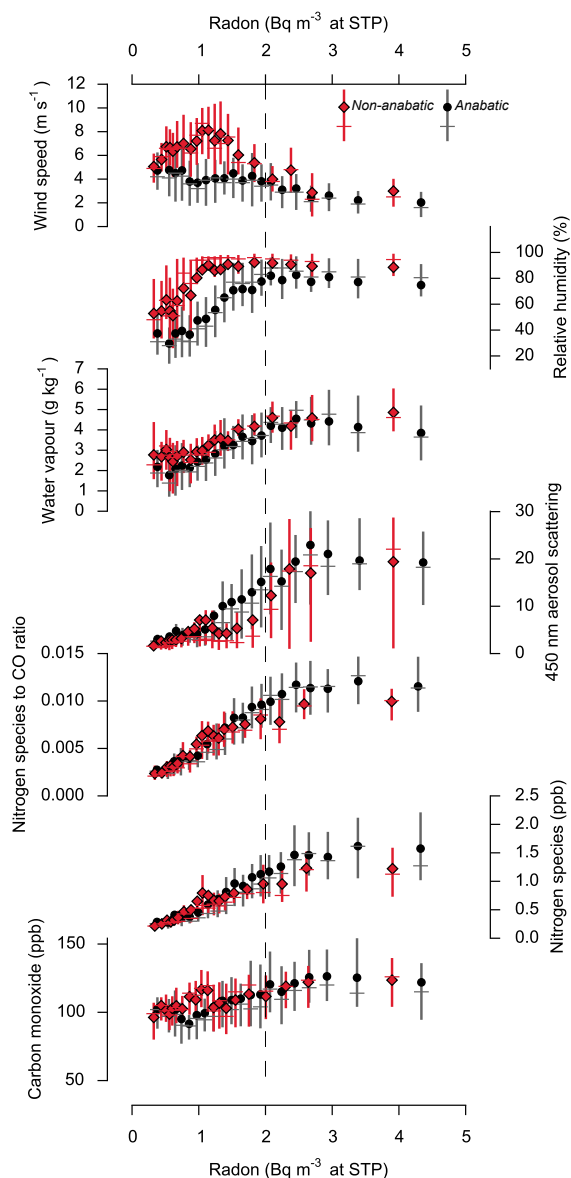 Radon (Bq m⁻³ at STP)
0 1 2 3 4 5
Wind speed (m s⁻¹)
12
10
8
6
4
2
0
Non-anabatic
Anabatic
Relative humidity (%)
100
80
60
40
20
Water vapour (g kg⁻¹)
7
6
5
4
3
2
1
0
450 nm aerosol scattering
30
20
10
0
Nitrogen species to CO ratio
0.015
0.010
0.005
0.000
Nitrogen species (ppb)
2.5
2.0
1.5
1.0
0.5
0.0
Carbon monoxide (ppb)
150
100
50
0 1 2 3 4 5
Radon (Bq m⁻³ at STP)